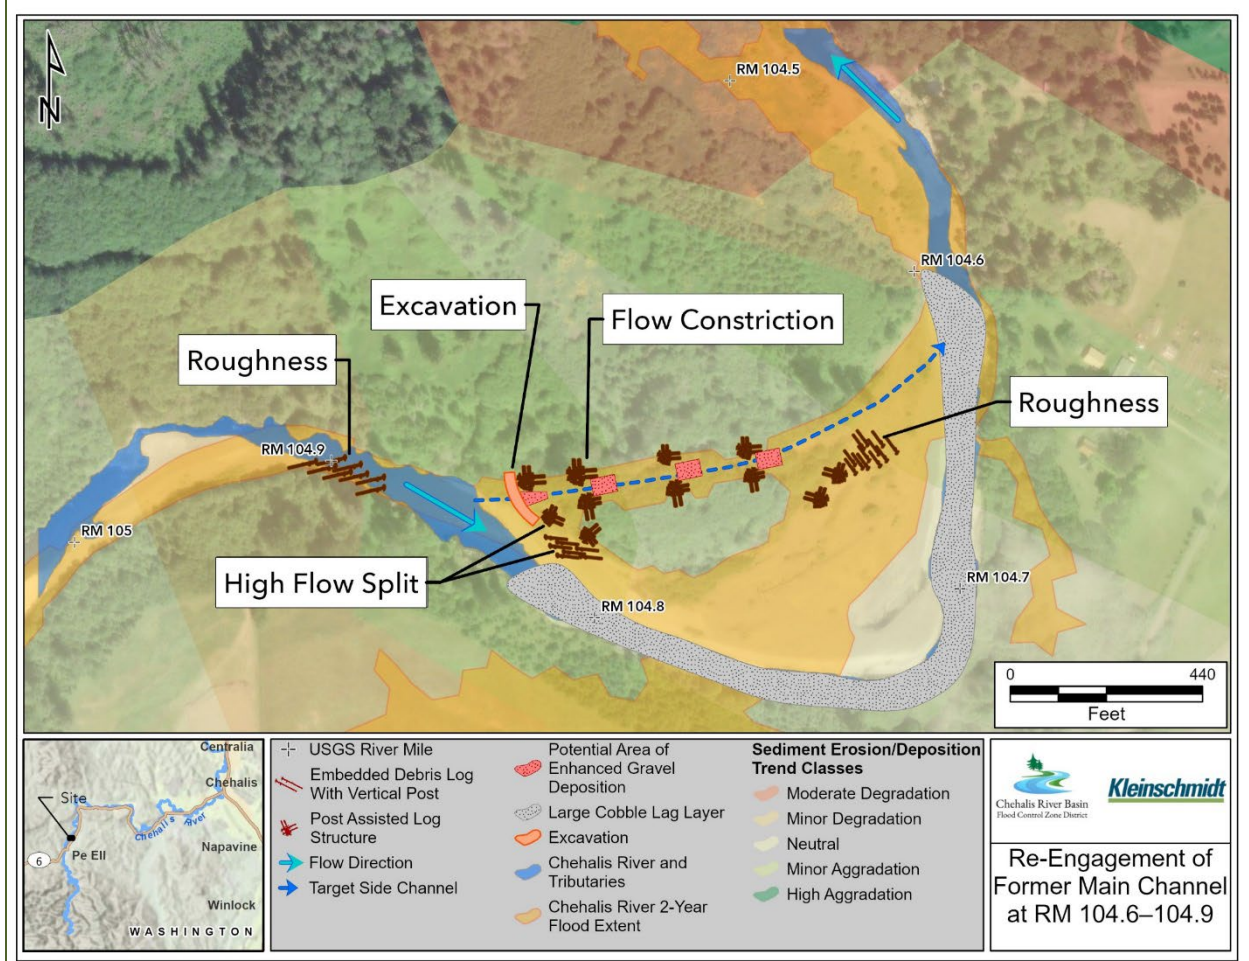 N
RM 104.5
RM 104.6
Excavation
Flow Constriction
Roughness
Roughness
RM 104.9
RM 105
High Flow Split
RM 104.8
RM 104.7
0 440
Feet
Centralia
Chehalis
Site
Chehalis River
Napavine
6
Pe Ell
Winlock
WASHINGTON
USGS River Mile
Embedded Debris Log
With Vertical Post
Post Assisted Log
Structure
Flow Direction
Target Side Channel
Potential Area of
Enhanced Gravel
Deposition
Large Cobble Lag Layer
Excavation
Chehalis River and
Tributaries
Chehalis River 2-Year
Flood Extent
Sediment Erosion/Deposition
Trend Classes
Moderate Degradation
Minor Degradation
Neutral
Minor Aggradation
High Aggradation
Chehalis River Basin
Flood Control Zone District
Kleinschmidt
Re-Engagement of
Former Main Channel
at RM 104.6–104.9